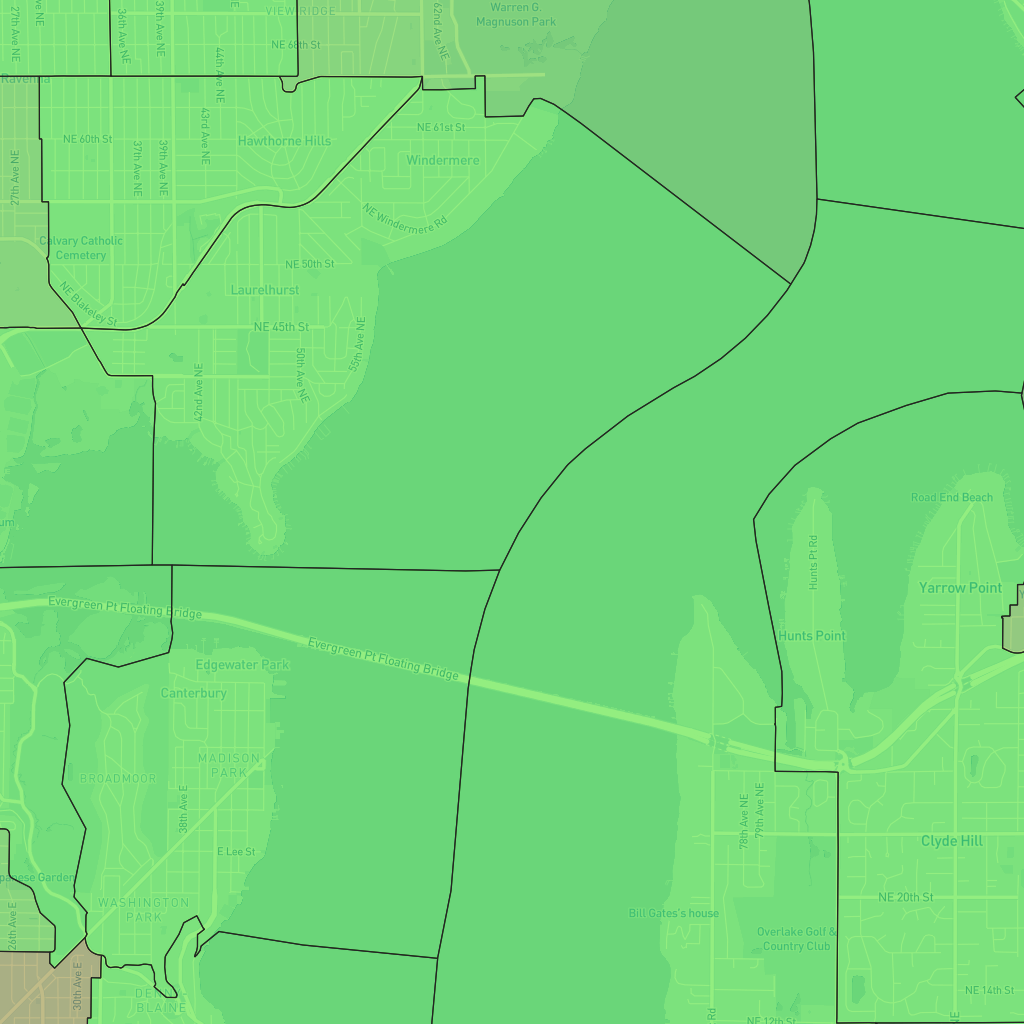 27th Ave NE
36th Ave NE
39th Ave NE
VIEW RIDGE
62nd Ave NE
Warren G.
Magnuson Park
NE 68th St
44th Ave NE
Ravenna
43rd Ave NE
NE 60th St
Hawthorne Hills
NE 61st St
37th Ave NE
39th Ave NE
27th Ave NE
Windermere
NE Windermere Rd
Calvary Catholic
Cemetery
NE 50th St
NE Blakeley St
Laurelhurst
NE 45th St
55th Ave NE
50th Ave NE
42nd Ave NE
Road End Beach
um
Hunts Pt Rd
Yarrow Point
Evergreen Pt Floating Bridge
Evergreen Pt Floating Bridge
Hunts Point
Edgewater Park
Canterbury
MADISON
PARK
BROADMOOR
38th Ave E
78th Ave NE
79th Ave NE
E Lee St
Clyde Hill
panese Garden
NE 20th St
WASHINGTON
PARK
26th Ave E
Bill Gates's house
Overlake Golf &
Country Club
30th Ave E
DENNY
BLAINE
NE 14th St
Rd
NE 12th St
NE